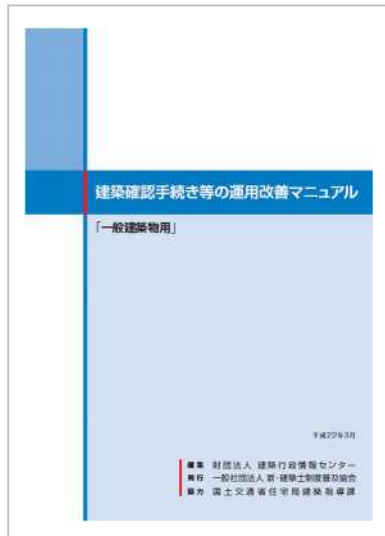 建築確認手続き等の運用改善マニュアル
「一般建築物用」
平成22年3月
編集 財団法人 建築行政情報センター
発行 一般社団法人 新・建築士制度普及協会
協力 国土交通省住宅局建築指導課